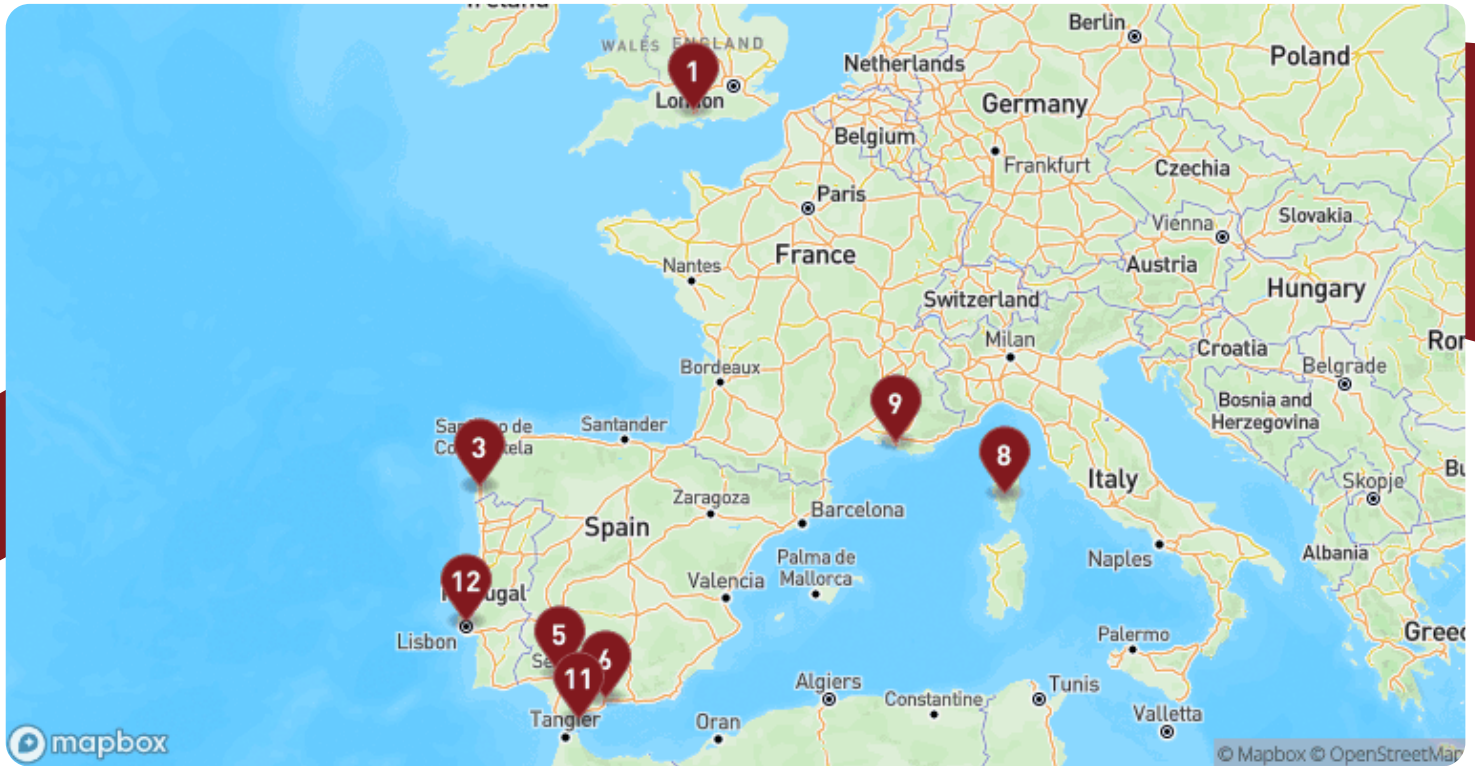 WALES
ENGLAND
Berlin
Poland
Netherlands
1
London
Germany
Belgium
Frankfurt
Czechia
Paris
Vienna
Slovakia
France
Austria
Nantes
Switzerland
Hungary
Milan
Croatia
Bordeaux
Belgrade
9
Bosnia and
Herzegovina
Santander
3
8
Italy
Skopje
Zaragoza
Spain
Barcelona
Naples
Albania
Palma de
Mallorca
Valencia
12
Lisbon
5
6
11
Palermo
Algiers
Constantine
Tunis
Tangier
Oran
Valletta
mapbox
© Mapbox © OpenStreetMap